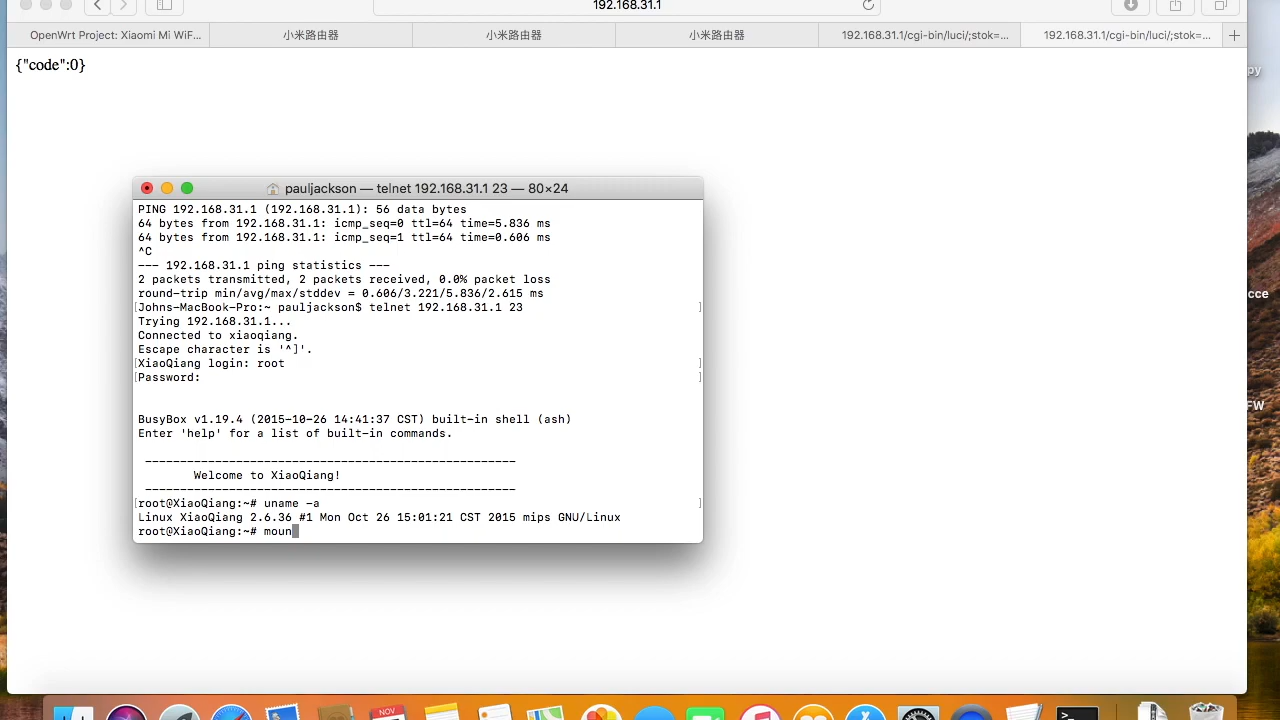 192.168.31.1
OpenWrt Project: Xiaomi Mi WiF...
小米路由器
小米路由器
小米路由器
192.168.31.1/cgi-bin/luci/;stok=...
192.168.31.1/cgi-bin/luci/;stok=...
{"code":0}
py
cce
FW
pauljackson — telnet 192.168.31.1 23 — 80×24
PING 192.168.31.1 (192.168.31.1): 56 data bytes
64 bytes from 192.168.31.1: icmp_seq=0 ttl=64 time=5.836 ms
64 bytes from 192.168.31.1: icmp_seq=1 ttl=64 time=0.606 ms
^C
--- 192.168.31.1 ping statistics ---
2 packets transmitted, 2 packets received, 0.0% packet loss
round-trip min/avg/max/stddev = 0.606/3.221/5.836/2.615 ms
[Johns-MacBook-Pro:~ pauljackson$ telnet 192.168.31.1 23 ]
Trying 192.168.31.1...
Connected to xiaoqiang.
Escape character is '^]'.
[XiaoQiang login: root ]
[Password: ]
BusyBox v1.19.4 (2015-10-26 14:41:37 CST) built-in shell (ash)
Enter 'help' for a list of built-in commands.
-----------------------------------------------------
Welcome to XiaoQiang!
-----------------------------------------------------
[root@XiaoQiang:~# uname -a ]
Linux XiaoQiang 2.6.36 #1 Mon Oct 26 15:01:21 CST 2015 mips GNU/Linux
root@XiaoQiang:~# moun
NOV